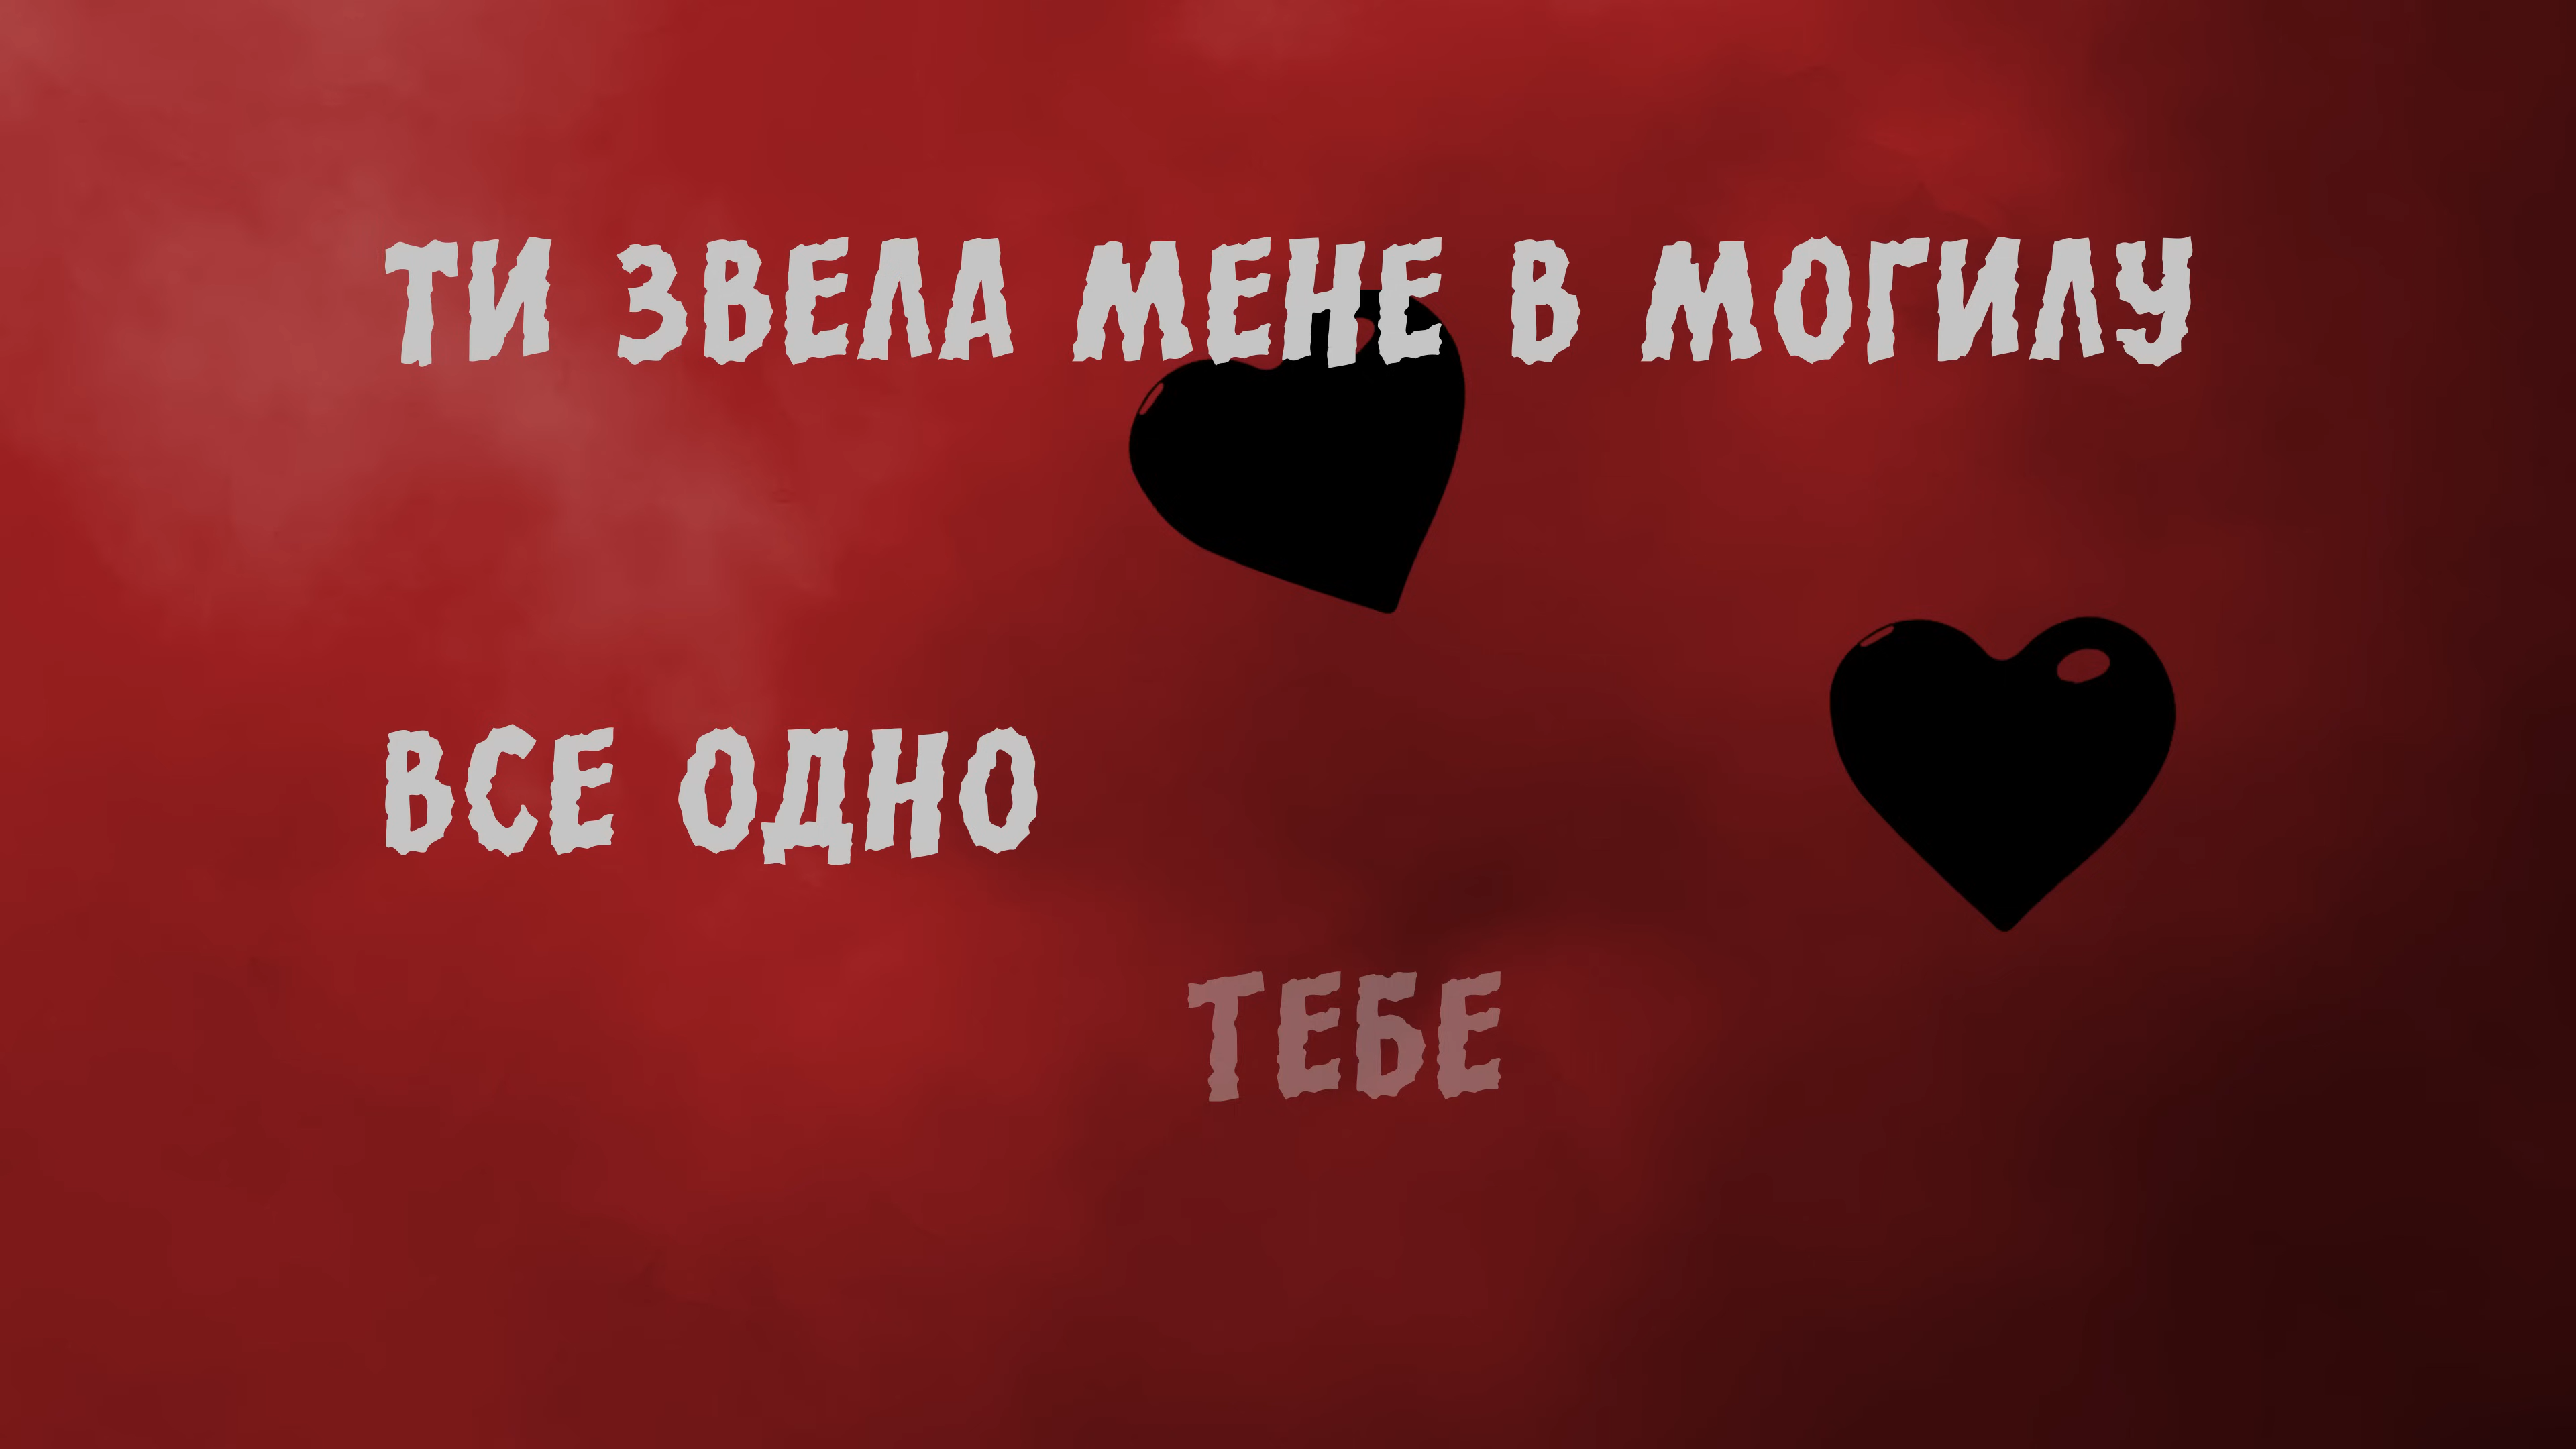 ТИ ЗВЕЛА МЕНЕ В МОГИЛУ
ВСЕ ОДНО
ТЕБЕ